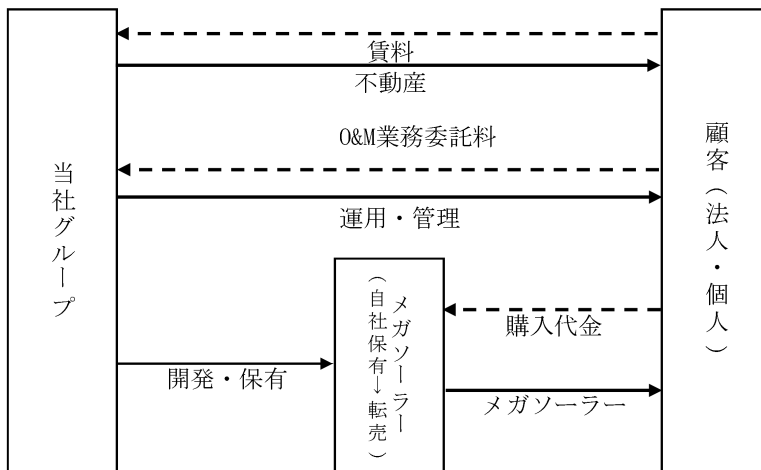 賃料
不動産
O&M業務委託料
運用・管理
当社グループ
顧客（法人・個人）
メガソーラー
（自社保有→転売）
購入代金
開発・保有
メガソーラー